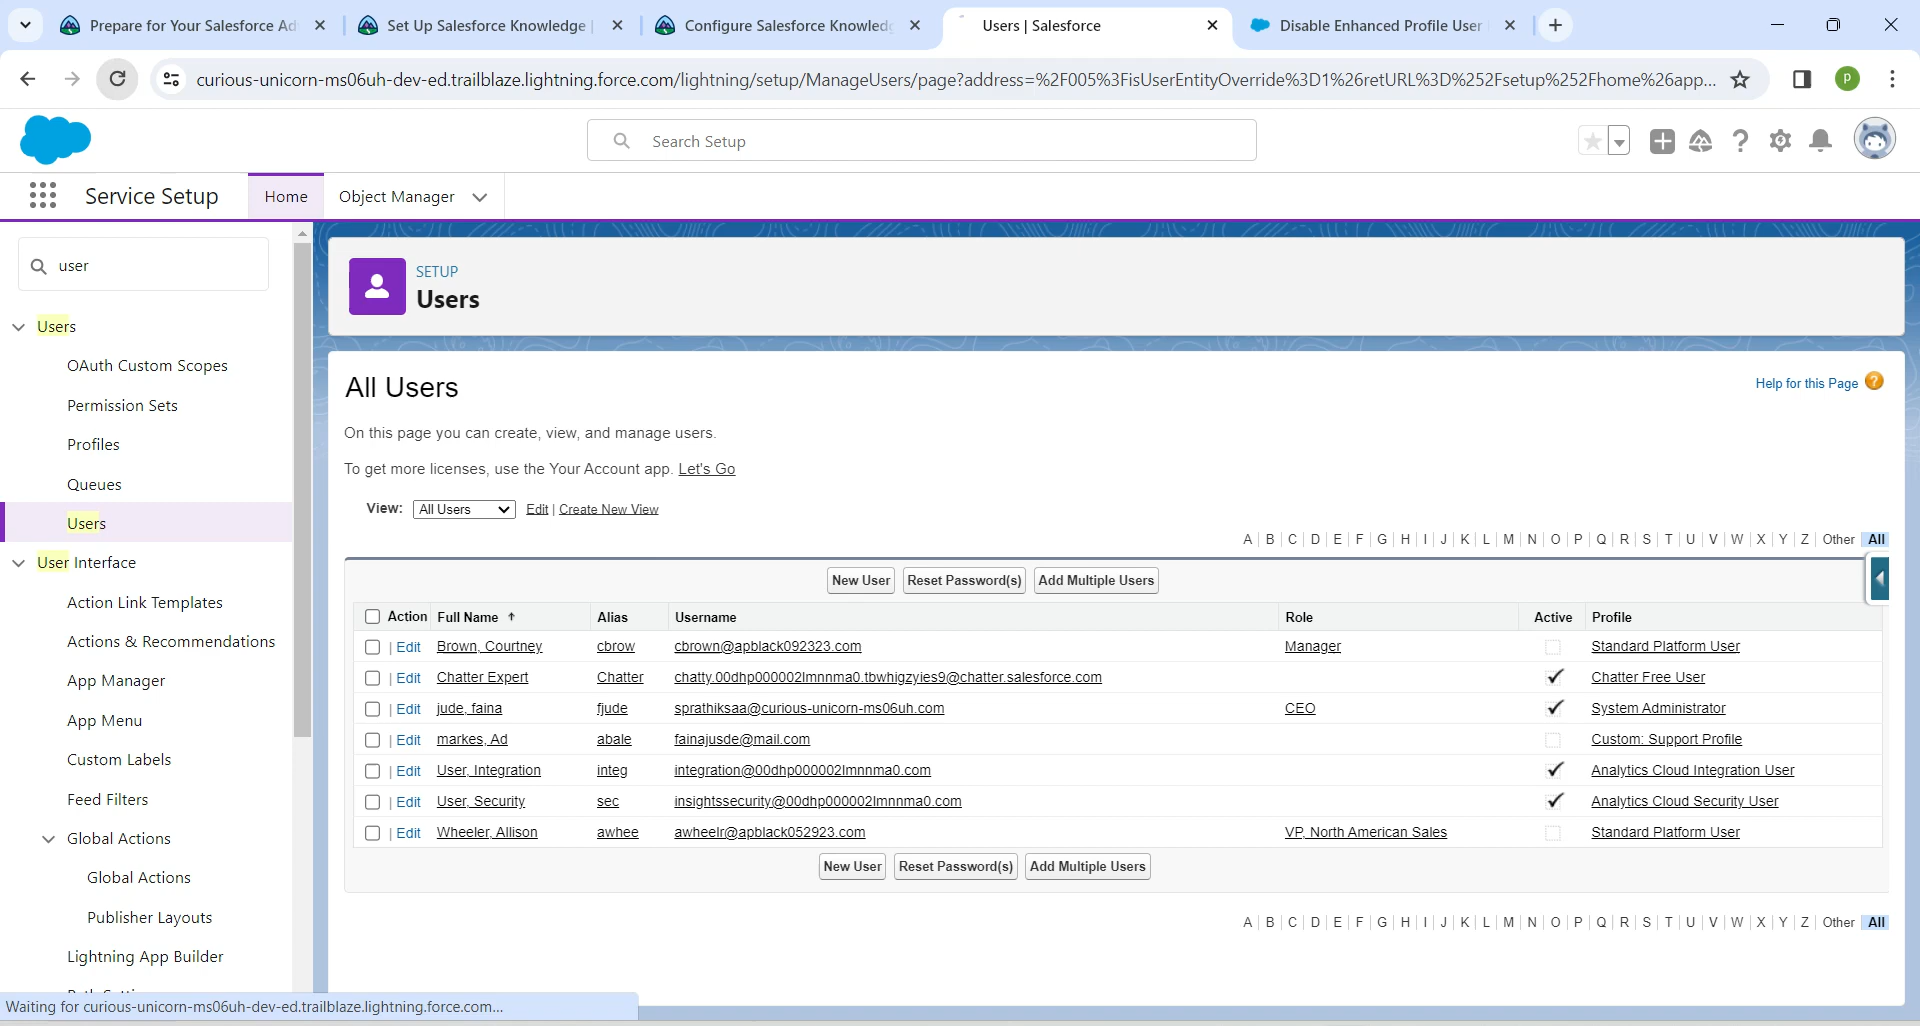 Prepare for Your Salesforce Ad
Set Up Salesforce Knowledge |
Configure Salesforce Knowled
Users | Salesforce
Disable Enhanced Profile User
curious-unicorn-ms06uh-dev-ed.trailblaze.lightning.force.com/lightning/setup/ManageUsers/page?address=%2F005%3FisUserEntityOverride%3D1%26retURL%3D%252Fsetup%252Fhome%26app...
P
Search Setup
Service Setup
Home
Object Manager
user
Users
OAuth Custom Scopes
Permission Sets
Profiles
Queues
Users
User Interface
Action Link Templates
Actions & Recommendations
App Manager
App Menu
Custom Labels
Feed Filters
Global Actions
Global Actions
Publisher Layouts
Lightning App Builder
SETUP
Users
All Users
Help for this Page ?
On this page you can create, view, and manage users.
To get more licenses, use the Your Account app. Let's Go
View: All Users Edit | Create New View
A | B | C | D | E | F | G | H | I | J | K | L | M | N | O | P | Q | R | S | T | U | V | W | X | Y | Z | Other | All
New User Reset Password(s) Add Multiple Users
Action Full Name Alias Username Role Active Profile
| Edit Brown, Courtney cbrow cbrown@apblack092323.com Manager Standard Platform User
| Edit Chatter Expert Chatter chatty.00dhp000002lmnnma0.tbwhigzyies9@chatter.salesforce.com Chatter Free User
| Edit jude, faina fjude sprathiksaa@curious-unicorn-ms06uh.com CEO System Administrator
| Edit markes, Ad abale fainajusde@mail.com Custom: Support Profile
| Edit User, Integration integ integration@00dhp000002lmnnma0.com Analytics Cloud Integration User
| Edit User, Security sec insightssecurity@00dhp000002lmnnma0.com Analytics Cloud Security User
| Edit Wheeler, Allison awhee awheelr@apblack052923.com VP, North American Sales Standard Platform User
New User Reset Password(s) Add Multiple Users
A | B | C | D | E | F | G | H | I | J | K | L | M | N | O | P | Q | R | S | T | U | V | W | X | Y | Z | Other | All
Waiting for curious-unicorn-ms06uh-dev-ed.trailblaze.lightning.force.com...